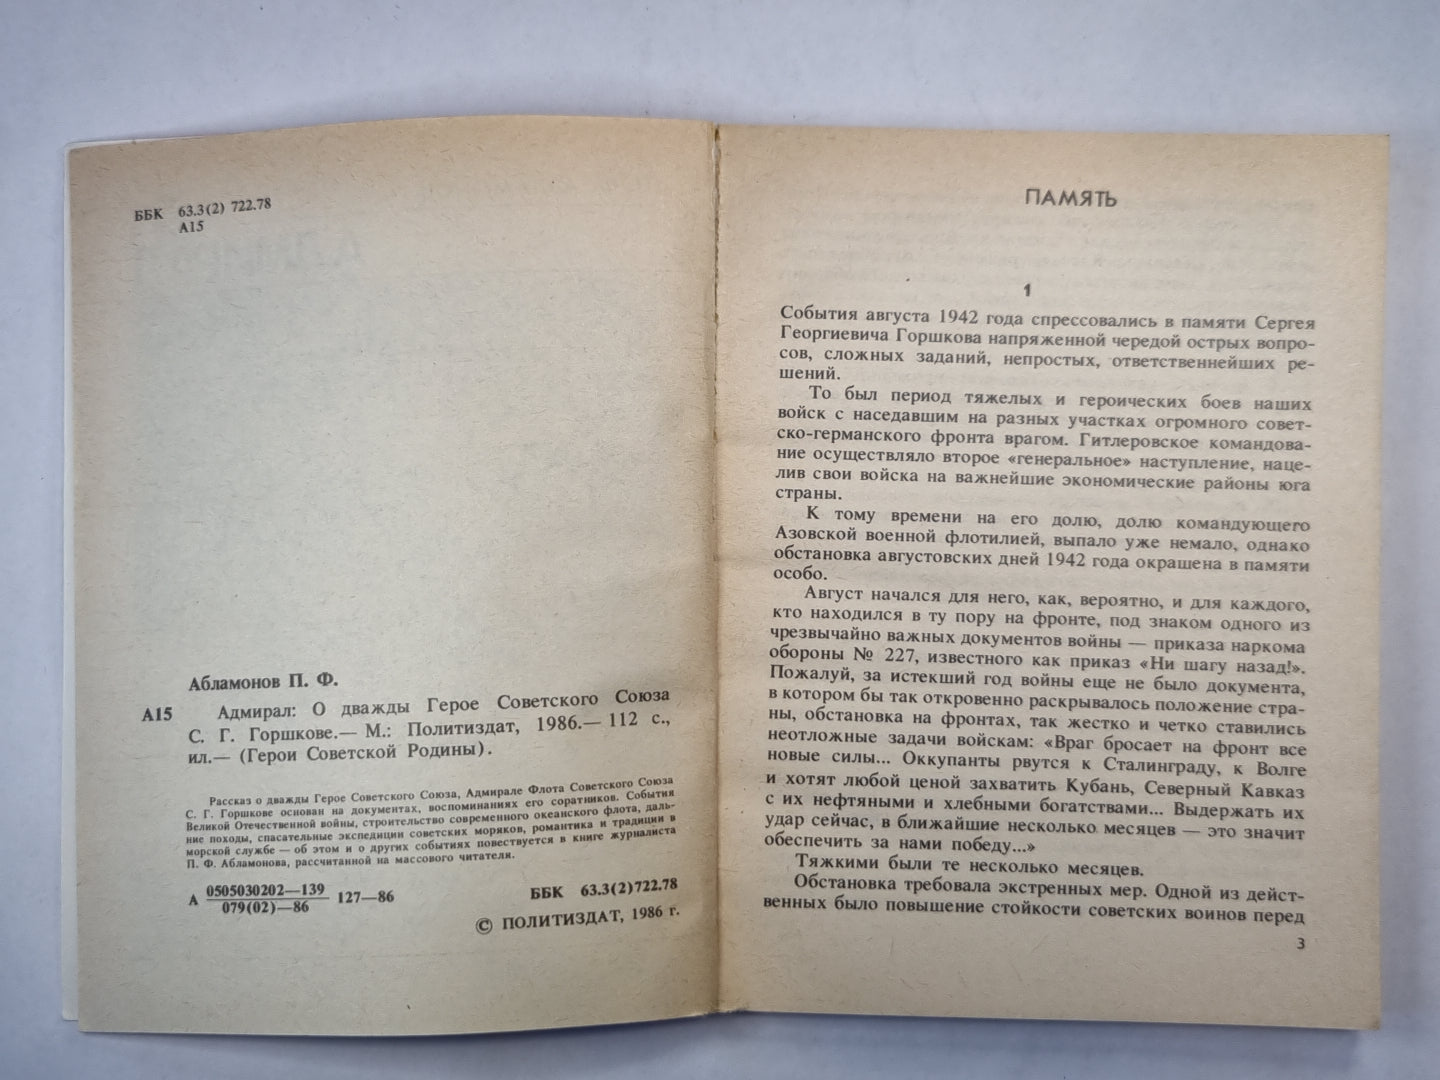 ББК 63.3(2) 722.78
А15
Абламонов П. Ф.
А15 Адмирал: О дважды Герое Советского Союза
С. Г. Горшкове.— М.: Политиздат, 1986.— 112 с.,
ил.— (Герои Советской Родины).
Рассказ о дважды Герое Советского Союза, Адмирале Флота Советского Союза
С. Г. Горшкове основан на документах, воспоминаниях его соратников. События
Великой Отечественной войны, строительство современного океанского флота, даль-
ние походы, спасательные экспедиции советских моряков, романтика и традиции в
морской службе — об этом и о других событиях повествуется в книге журналиста
П. Ф. Абламонова, рассчитанной на массового читателя.
А 0505030202—139 127—86
079(02)—86
ББК 63.3(2)722.78
© ПОЛИТИЗДАТ, 1986 г.
ПАМЯТЬ
1
События августа 1942 года спрессовались в памяти Сергея
Георгиевича Горшкова напряженной чередой острых вопро-
сов, сложных заданий, непростых, ответственнейших ре-
шений.
То был период тяжелых и героических боев наших
войск с наседавшим на разных участках огромного совет-
ско-германского фронта врагом. Гитлеровское командова-
ние осуществляло второе «генеральное» наступление, наце-
лив свои войска на важнейшие экономические районы юга
страны.
К тому времени на его долю, долю командующего
Азовской военной флотилией, выпало уже немало, однако
обстановка августовских дней 1942 года окрашена в памяти
особо.
Август начался для него, как, вероятно, и для каждого,
кто находился в ту пору на фронте, под знаком одного из
чрезвычайно важных документов войны — приказа наркома
обороны № 227, известного как приказ «Ни шагу назад!».
Пожалуй, за истекший год войны еще не было документа,
в котором бы так откровенно раскрывалось положение стра-
ны, обстановка на фронтах, так жестко и четко ставились
неотложные задачи войскам: «Враг бросает на фронт все
новые силы... Оккупанты рвутся к Сталинграду, к Волге
и хотят любой ценой захватить Кубань, Северный Кавказ
с их нефтяными и хлебными богатствами... Выдержать их
удар сейчас, в ближайшие несколько месяцев — это значит
обеспечить за нами победу...»
Тяжкими были те несколько месяцев.
Обстановка требовала экстренных мер. Одной из дейст-
венных было повышение стойкости советских воинов перед
3